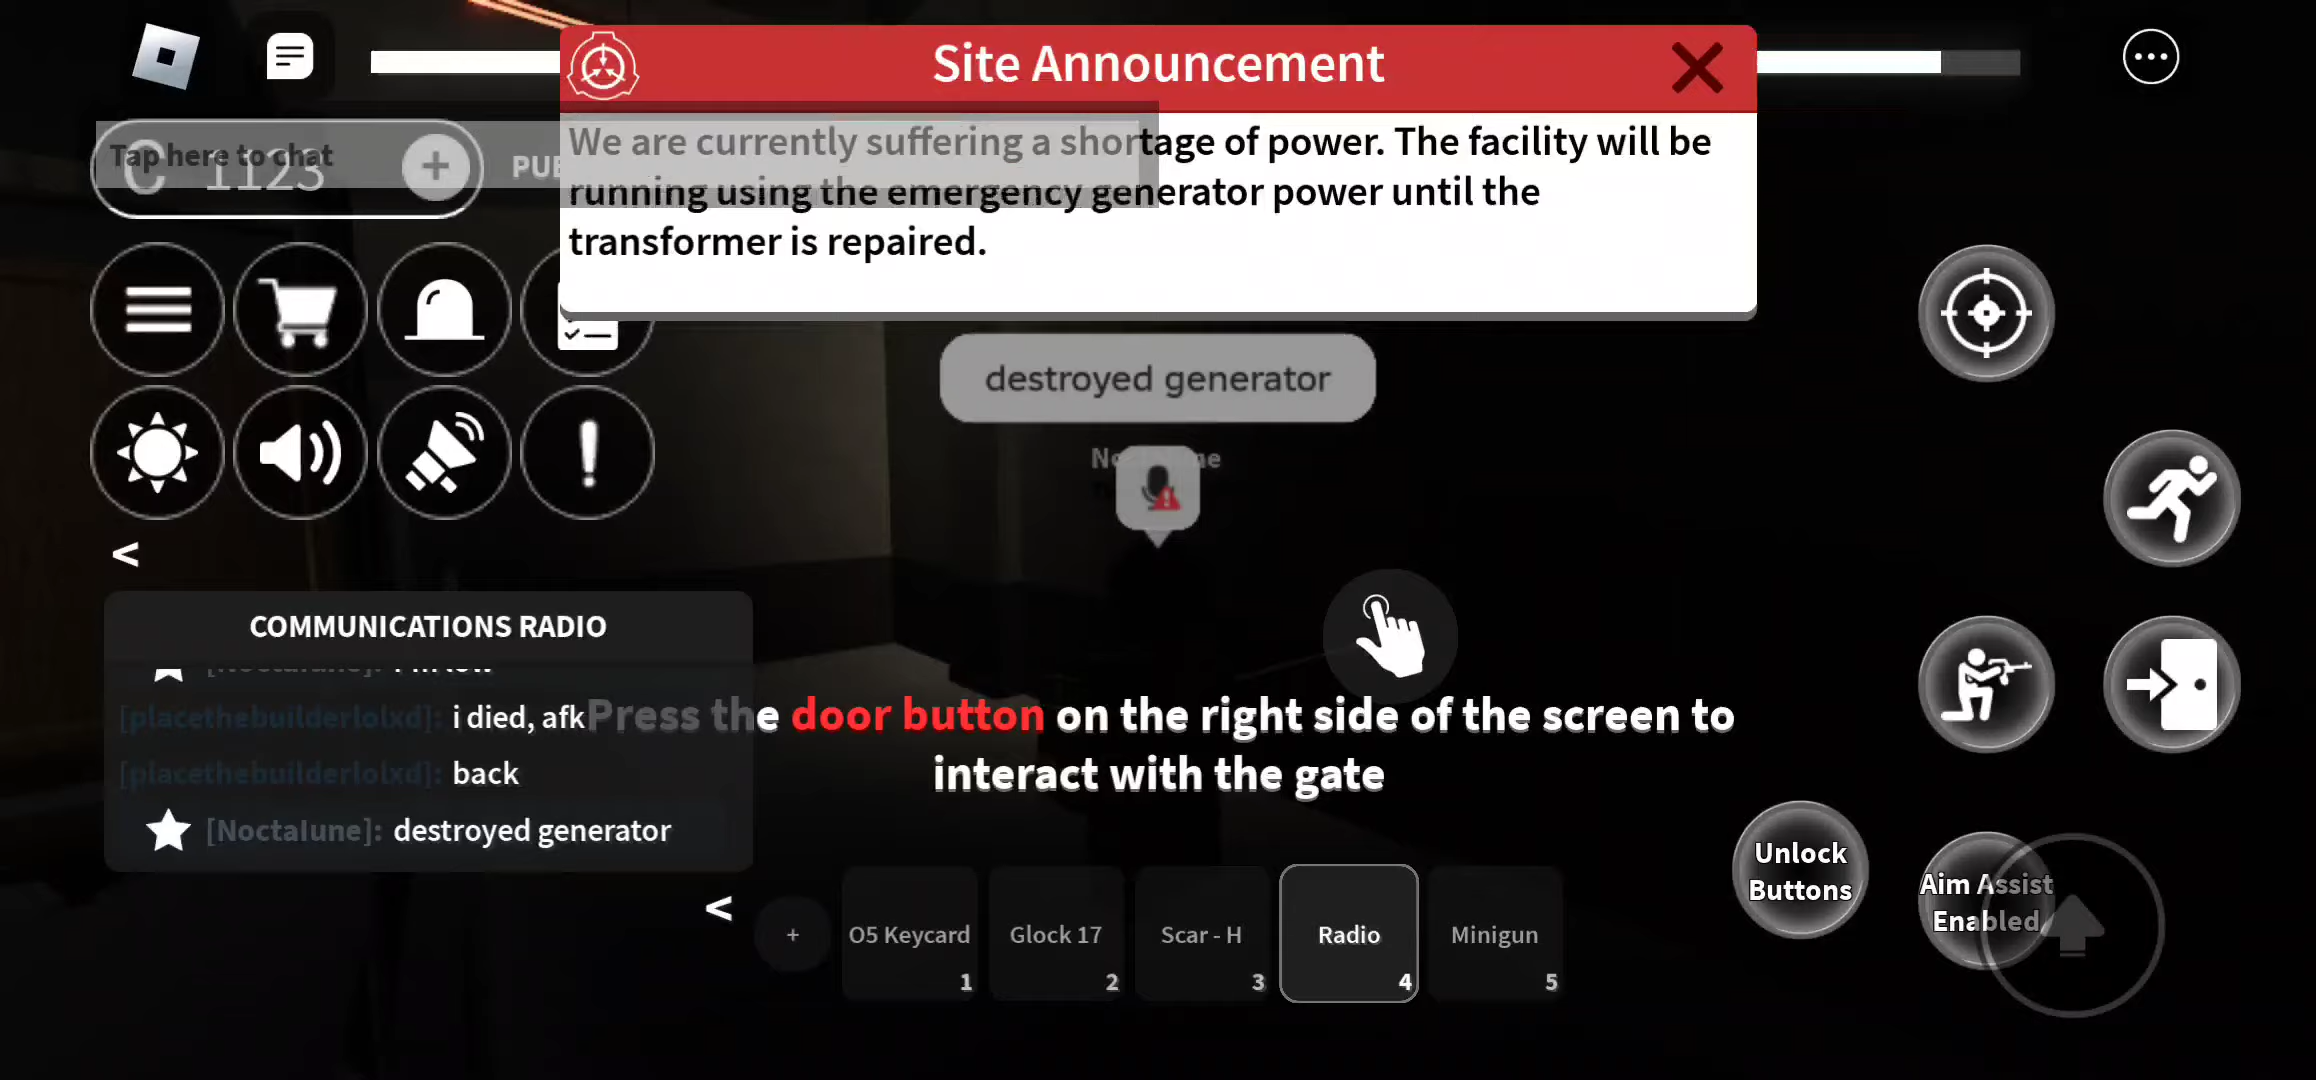 Site Announcement
We are currently suffering a shortage of power. The facility will be
running using the emergency generator power until the
transformer is repaired.
Tap here to chat
1123
+
destroyed generator
<
COMMUNICATIONS RADIO
[placethebuilderlolxd]: i died, afk
[placethebuilderlolxd]: back
[NoctaIune]: destroyed generator
Press the door button on the right side of the screen to
interact with the gate
Unlock
Buttons
Aim Assist
Enabled
<
+
O5 Keycard
1
Glock 17
2
Scar - H
3
Radio
4
Minigun
5